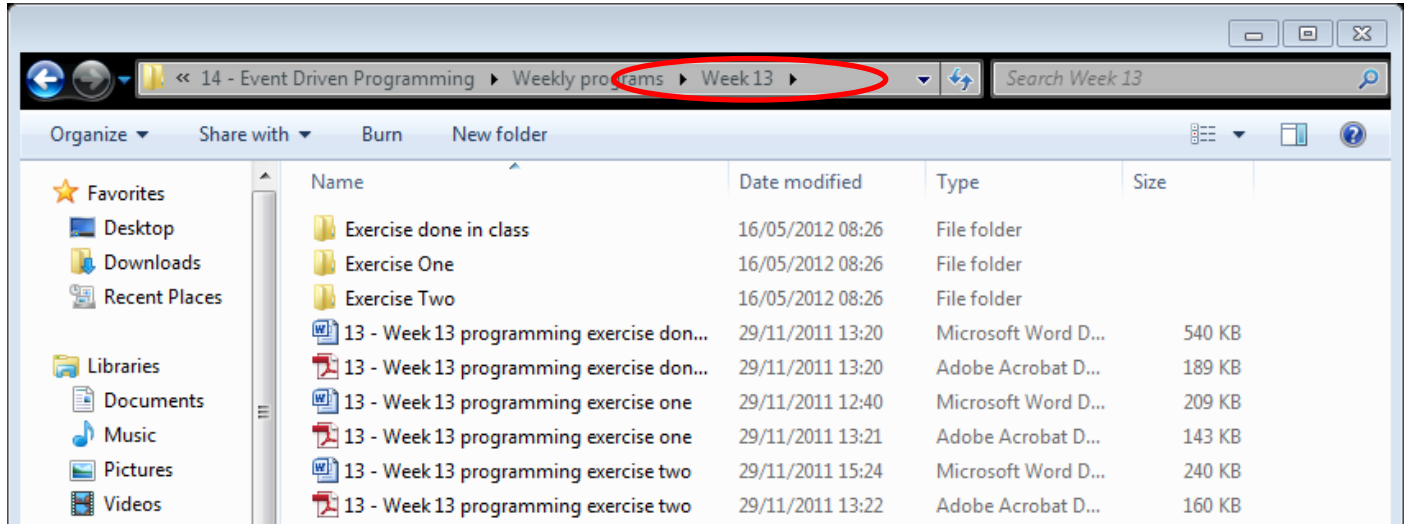 « 14 - Event Driven Programming ▸ Weekly programs ▸ Week 13 ▸ Search Week 13
Organize ▾ Share with ▾ Burn New folder
Favorites
Desktop
Downloads
Recent Places
Libraries
Documents
Music
Pictures
Videos
Name Date modified Type Size
Exercise done in class 16/05/2012 08:26 File folder
Exercise One 16/05/2012 08:26 File folder
Exercise Two 16/05/2012 08:26 File folder
13 - Week 13 programming exercise don... 29/11/2011 13:20 Microsoft Word D... 540 KB
13 - Week 13 programming exercise don... 29/11/2011 13:20 Adobe Acrobat D... 189 KB
13 - Week 13 programming exercise one 29/11/2011 12:40 Microsoft Word D... 209 KB
13 - Week 13 programming exercise one 29/11/2011 13:21 Adobe Acrobat D... 143 KB
13 - Week 13 programming exercise two 29/11/2011 15:24 Microsoft Word D... 240 KB
13 - Week 13 programming exercise two 29/11/2011 13:22 Adobe Acrobat D... 160 KB